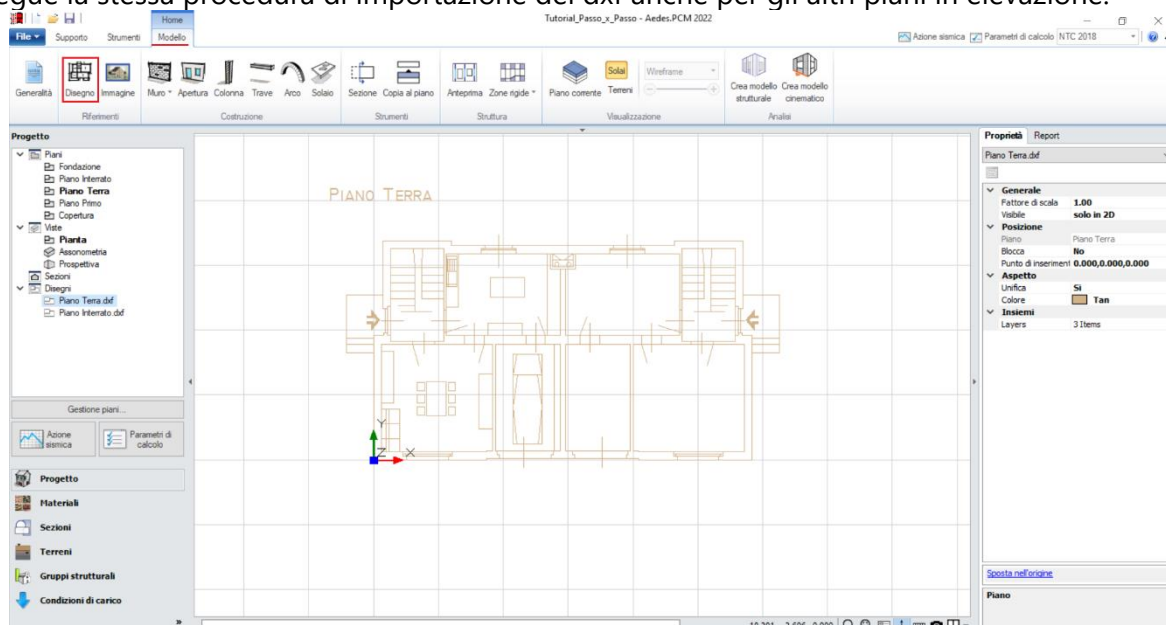 segue la stessa procedura di importazione dei dxf anche per gli altri piani in elevazione.
Home
Tutorial_Passo_x_Passo - Aedes.PCM 2022
File Supporto Strumenti Modello
Azione sismica Parametri di calcolo NTC 2018
Generalità Disegno Immagine Muro Apertura Colonna Trave Arco Solaio Sezione Copia al piano Anteprima Zone rigide Piano corrente Solai Terreni Wireframe Crea modello strutturale Crea modello cinematico
Riferimenti Costruzione Strumenti Struttura Visualizzazione Analisi
Progetto
Piani
Fondazione
Piano Interrato
Piano Terra
Piano Primo
Copertura
Viste
Pianta
Assonometria
Prospettiva
Sezioni
Disegni
Piano Terra.dxf
Piano Interrato.dxf
Gestione piani...
Azione sismica
Parametri di calcolo
Progetto
Materiali
Sezioni
Terreni
Gruppi strutturali
Condizioni di carico
»
PIANO TERRA
Y
Z X
Proprietà Report
Piano Terra.dxf
Generale
Fattore di scala 1.00
Visibile solo in 2D
Posizione
Piano Piano Terra
Blocca No
Punto di inseriment 0.000,0.000,0.000
Aspetto
Unifica Sì
Colore Tan
Insiemi
Layers 3 Items
Sposta nell'origine
Piano